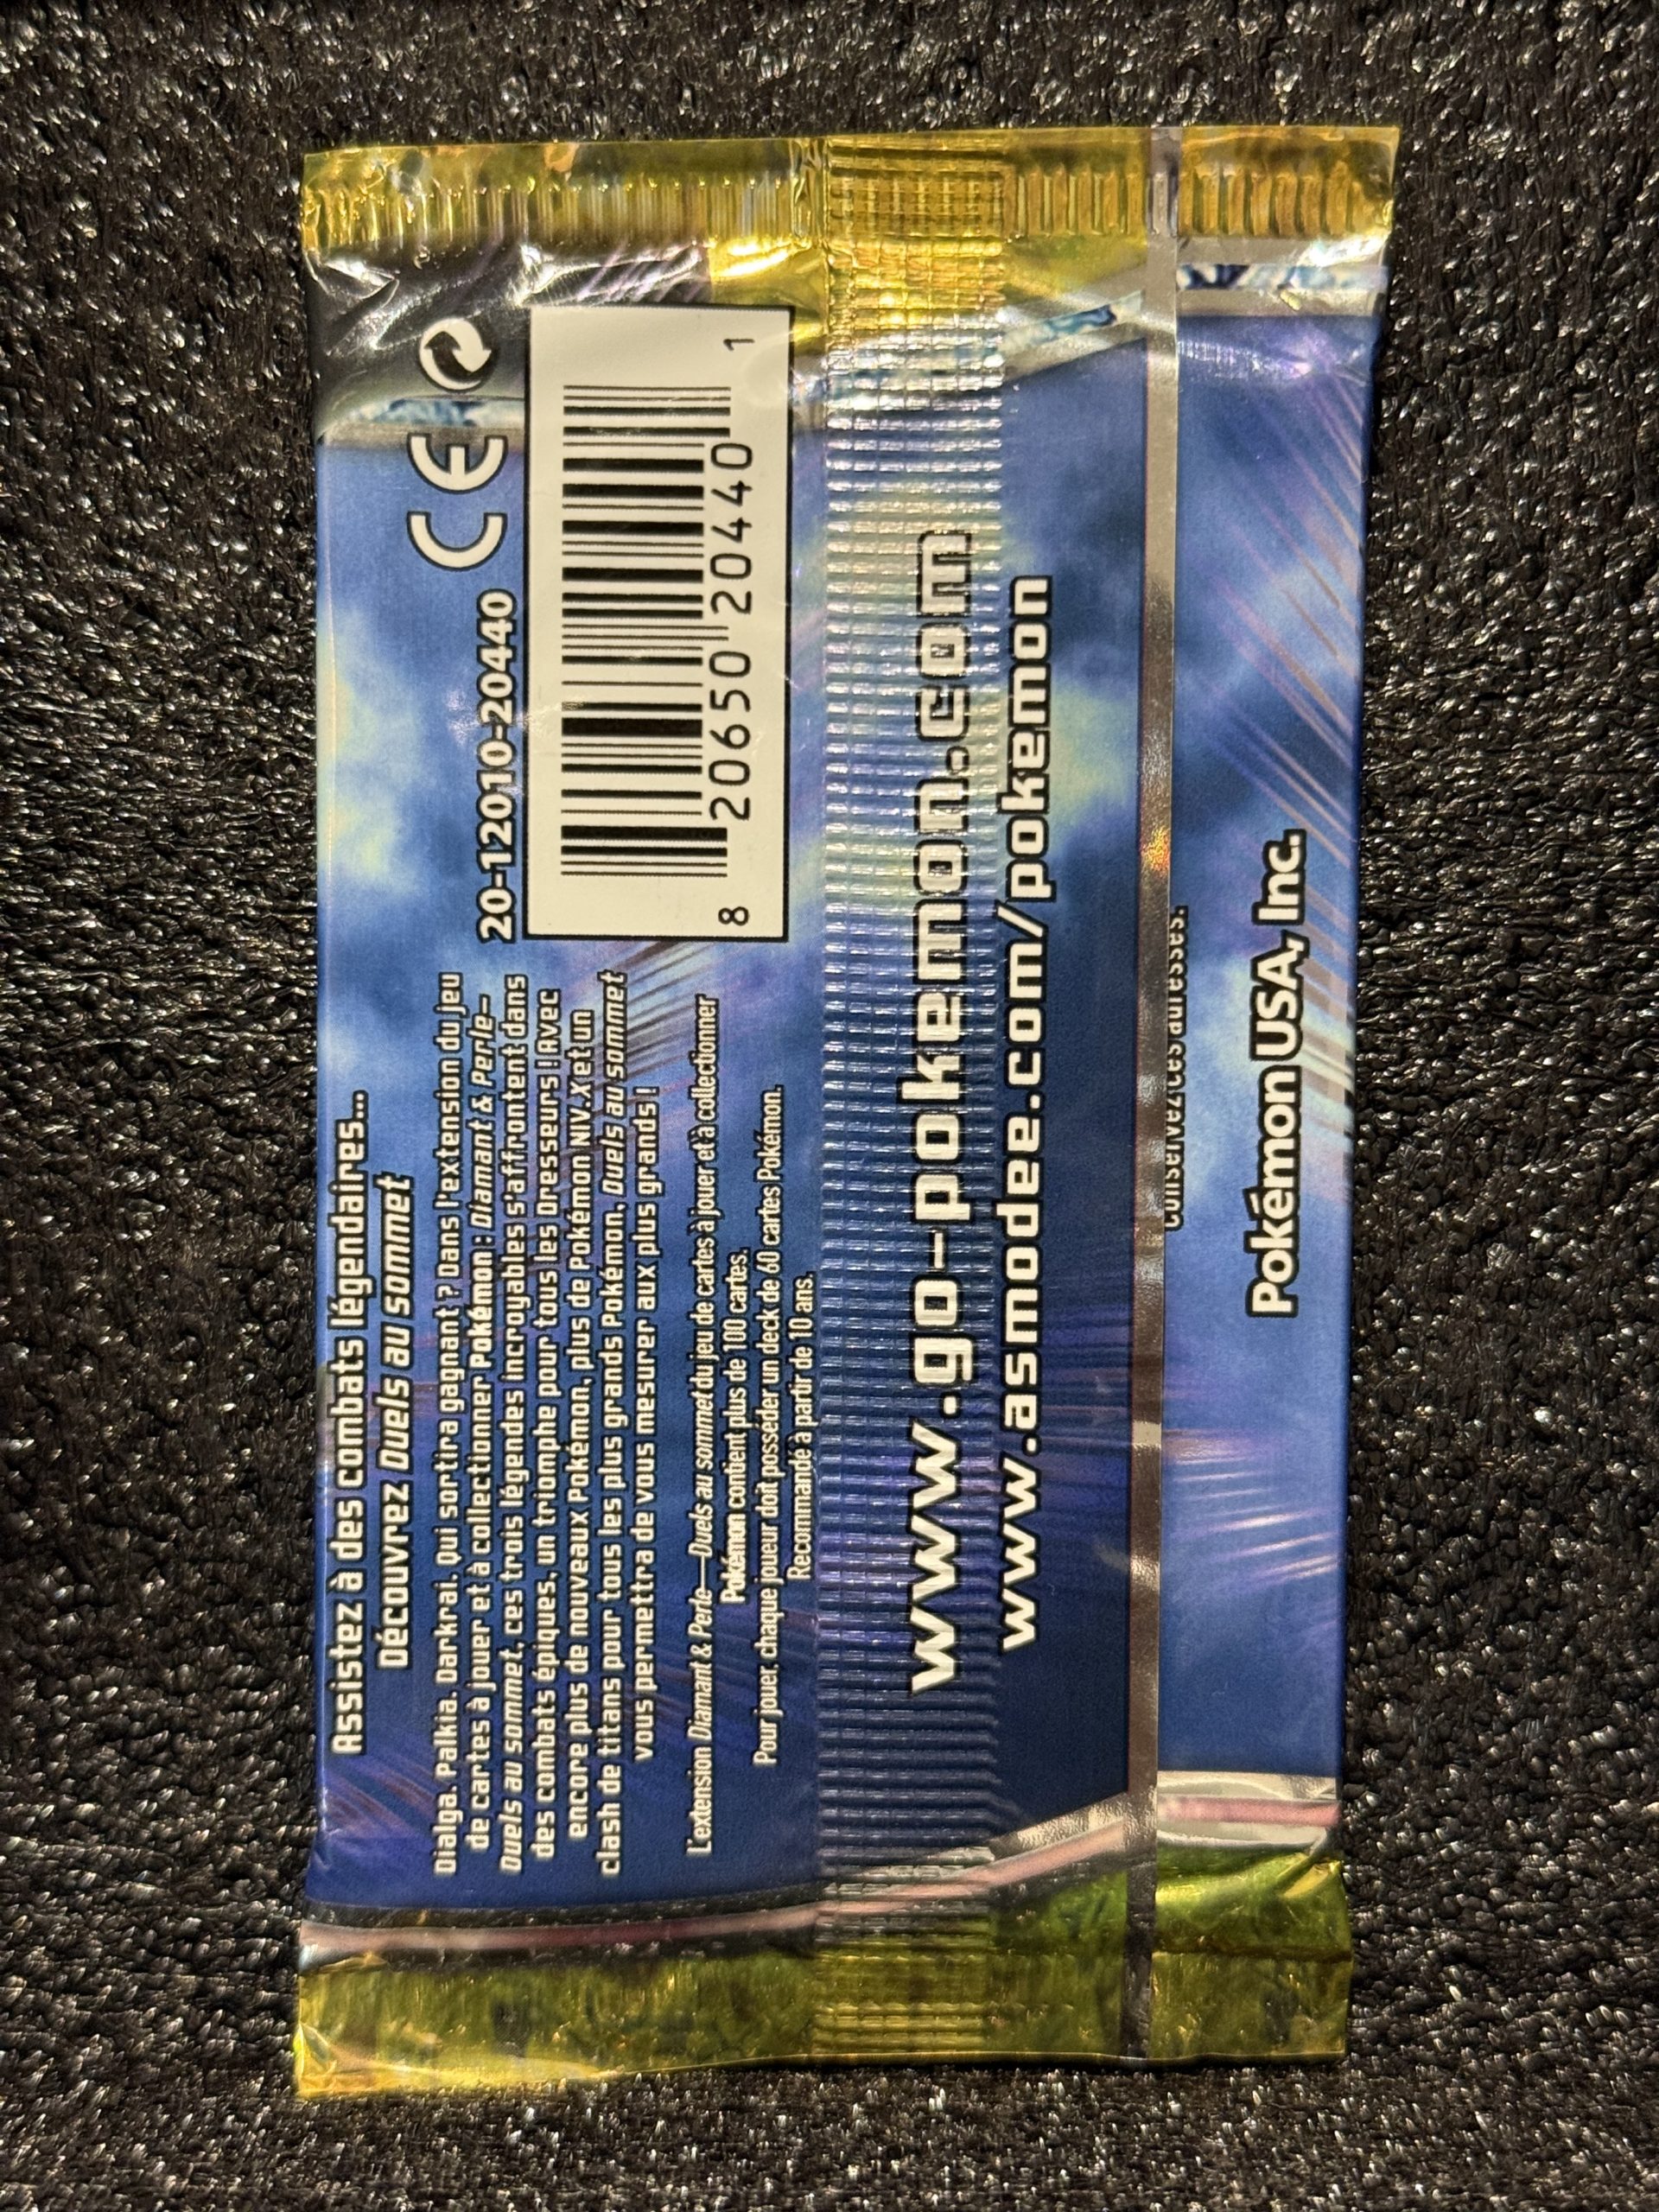 Assistez à des combats légendaires...
Découvrez Duels au sommet
Dialga. Palkia. Darkrai. Qui sortira gagnant ? Dans l'extension du jeu
de cartes à jouer et à collectionner Pokémon : Diamant & Perle—
Duels au sommet, ces trois légendes incroyables s'affrontent dans
des combats épiques, un triomphe pour tous les Dresseurs ! Avec
encore plus de nouveaux Pokémon, plus de Pokémon NIV.X et un
clash de titans pour tous les plus grands Pokémon, Duels au sommet
vous permettra de vous mesurer aux plus grands !
L'extension Diamant & Perle—Duels au sommet du jeu de cartes à jouer et à collectionner
Pokémon contient plus de 100 cartes.
Pour jouer, chaque joueur doit posséder un deck de 60 cartes Pokémon.
Recommandé à partir de 10 ans.
20-12010-20440
CE
8 20650 20440 1
www.go-pokemon.com
www.asmodee.com/pokemon
Conservez ces adresses.
Pokémon USA, Inc.